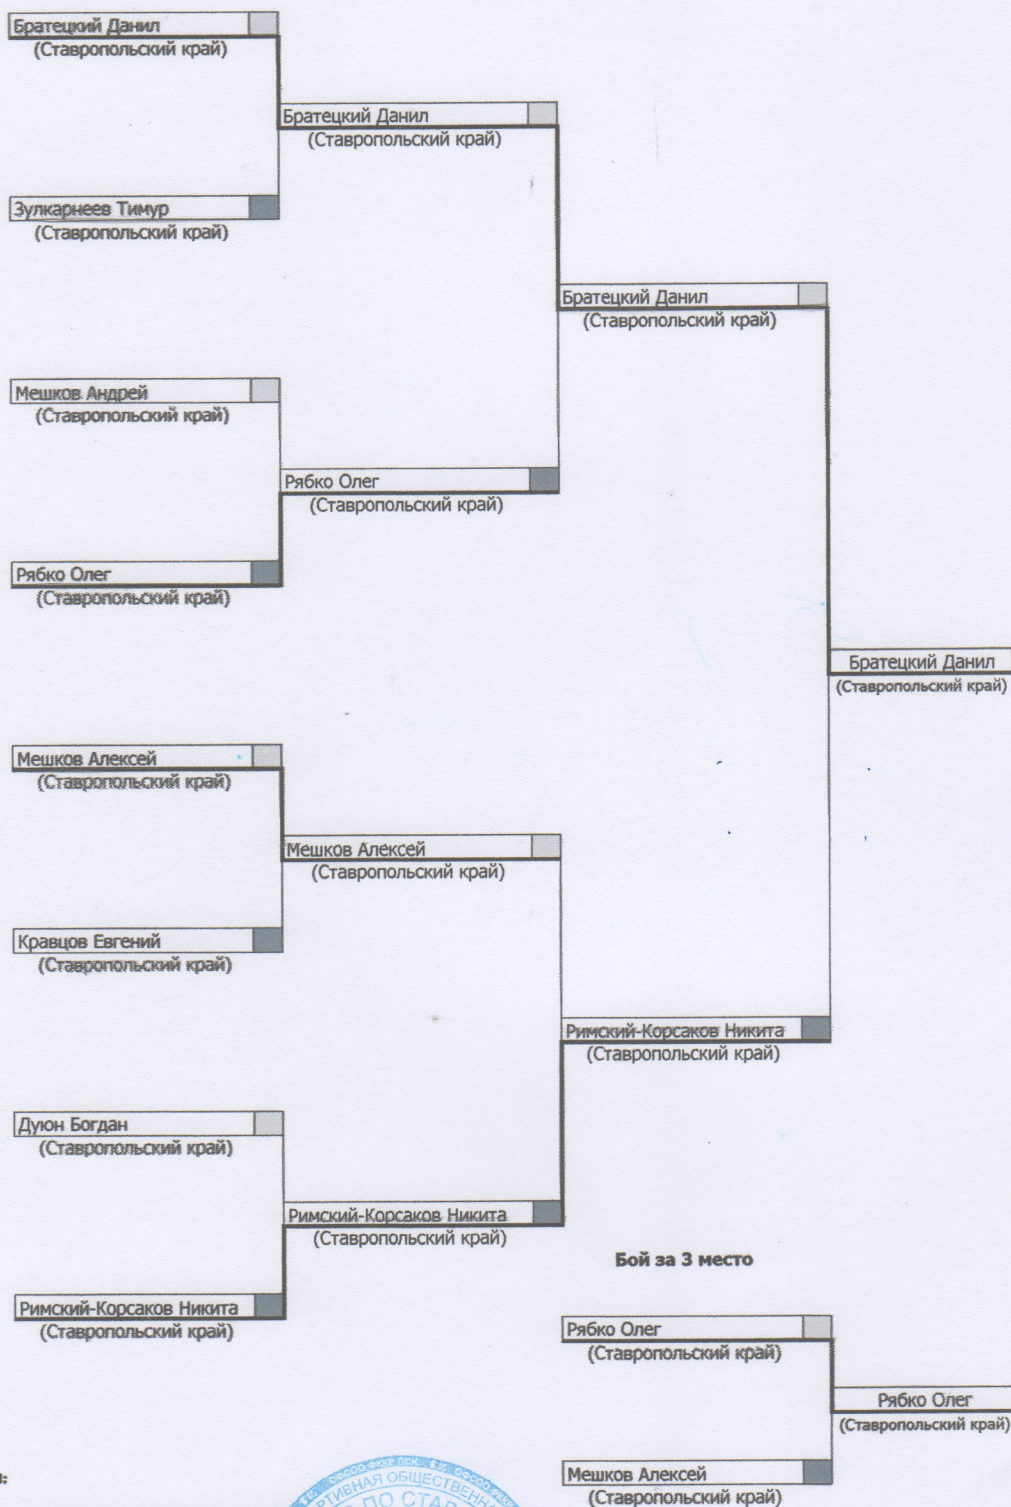 Братецкий Данил
(Ставропольский край)
Братецкий Данил
(Ставропольский край)
Зулкарнеев Тимур
(Ставропольский край)
Братецкий Данил
(Ставропольский край)
Мешков Андрей
(Ставропольский край)
Рябко Олег
(Ставропольский край)
Рябко Олег
(Ставропольский край)
Братецкий Данил
(Ставропольский край)
Мешков Алексей
(Ставропольский край)
Мешков Алексей
(Ставропольский край)
Кравцов Евгений
(Ставропольский край)
Римский-Корсаков Никита
(Ставропольский край)
Дуюн Богдан
(Ставропольский край)
Римский-Корсаков Никита
(Ставропольский край)
Бой за 3 место
Римский-Корсаков Никита
(Ставропольский край)
Рябко Олег
(Ставропольский край)
Рябко Олег
(Ставропольский край)
Мешков Алексей
(Ставропольский край)